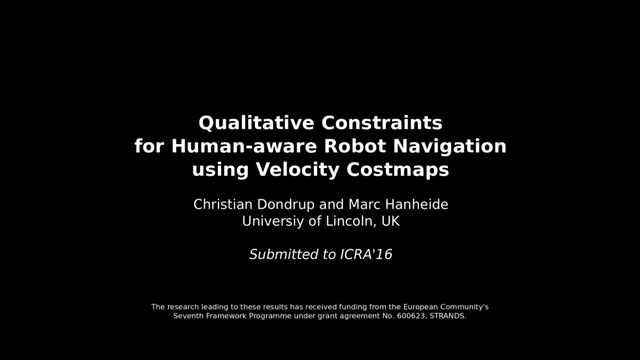 Qualitative Constraints
for Human-aware Robot Navigation
using Velocity Costmaps
Christian Dondrup and Marc Hanheide
Universiy of Lincoln, UK
Submitted to ICRA'16
The research leading to these results has received funding from the European Community's
Seventh Framework Programme under grant agreement No. 600623, STRANDS.